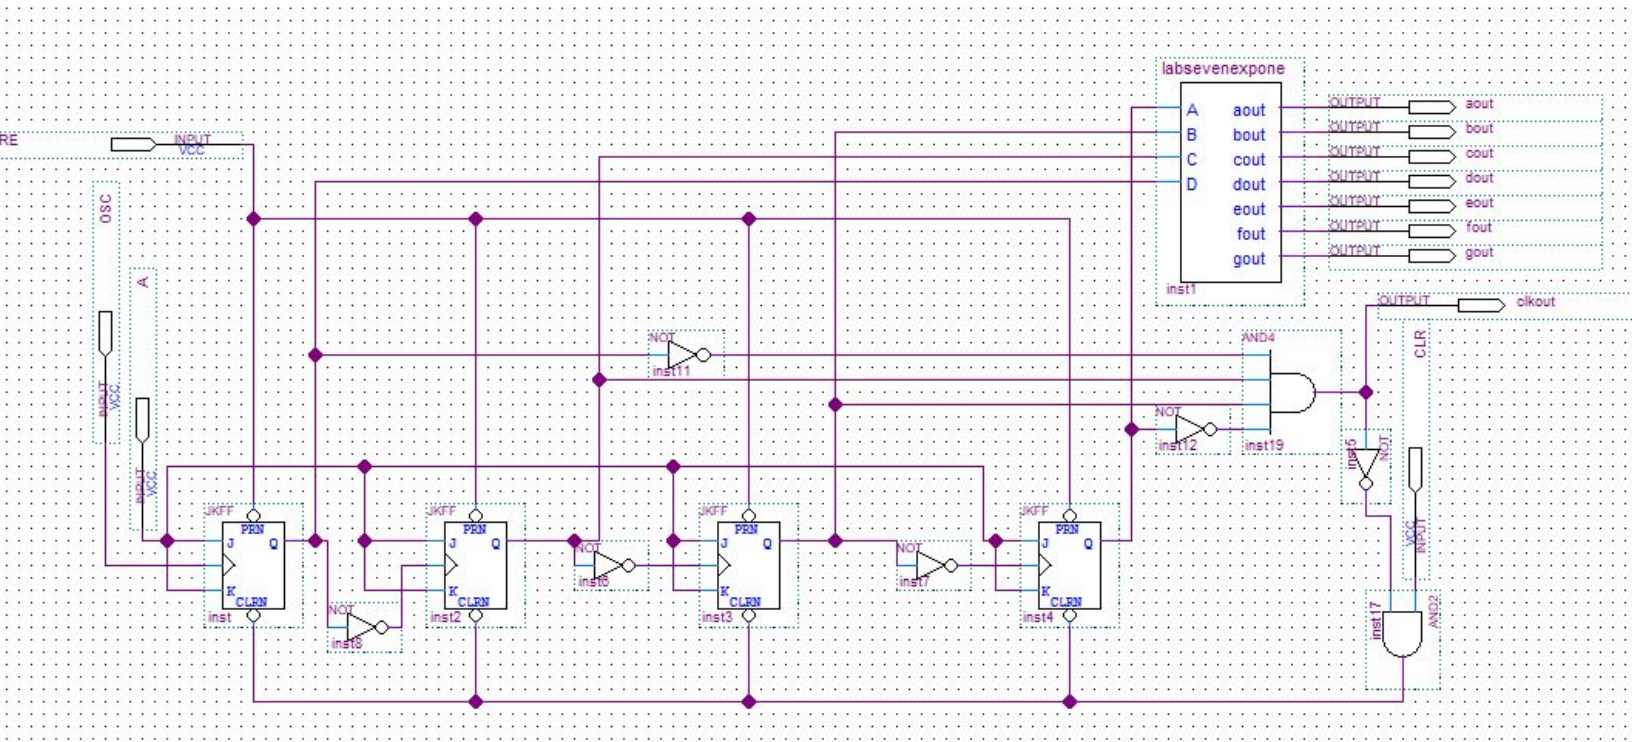 labsevenexpone
A aout OUTPUT aout
RE INPUT
VCC
B bout OUTPUT bout
C cout OUTPUT cout
D dout OUTPUT dout
eout OUTPUT eout
fout OUTPUT fout
gout OUTPUT gout
inst1
OSC
INPUT
VCC
A
INPUT
VCC
OUTPUT clkout
CLR
VCC
INPUT
NOT
inst11
AND4
inst19
NOT
inst12
inst5
NOT
JKFF
PRN
J Q
K
CLRN
inst
NOT
inst8
JKFF
PRN
J Q
K
CLRN
inst2
NOT
inst6
JKFF
PRN
J Q
K
CLRN
inst3
NOT
inst7
JKFF
PRN
J Q
K
CLRN
inst4
inst17
AND2